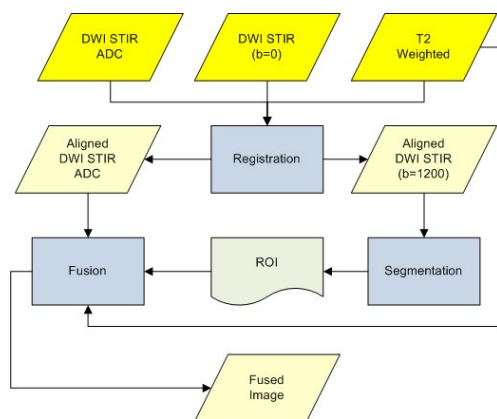 DWI STIR
ADC
DWI STIR
(b=0)
T2
Weighted
Aligned
DWI STIR
ADC
Registration
Aligned
DWI STIR
(b=1200)
Fusion
ROI
Segmentation
Fused
Image